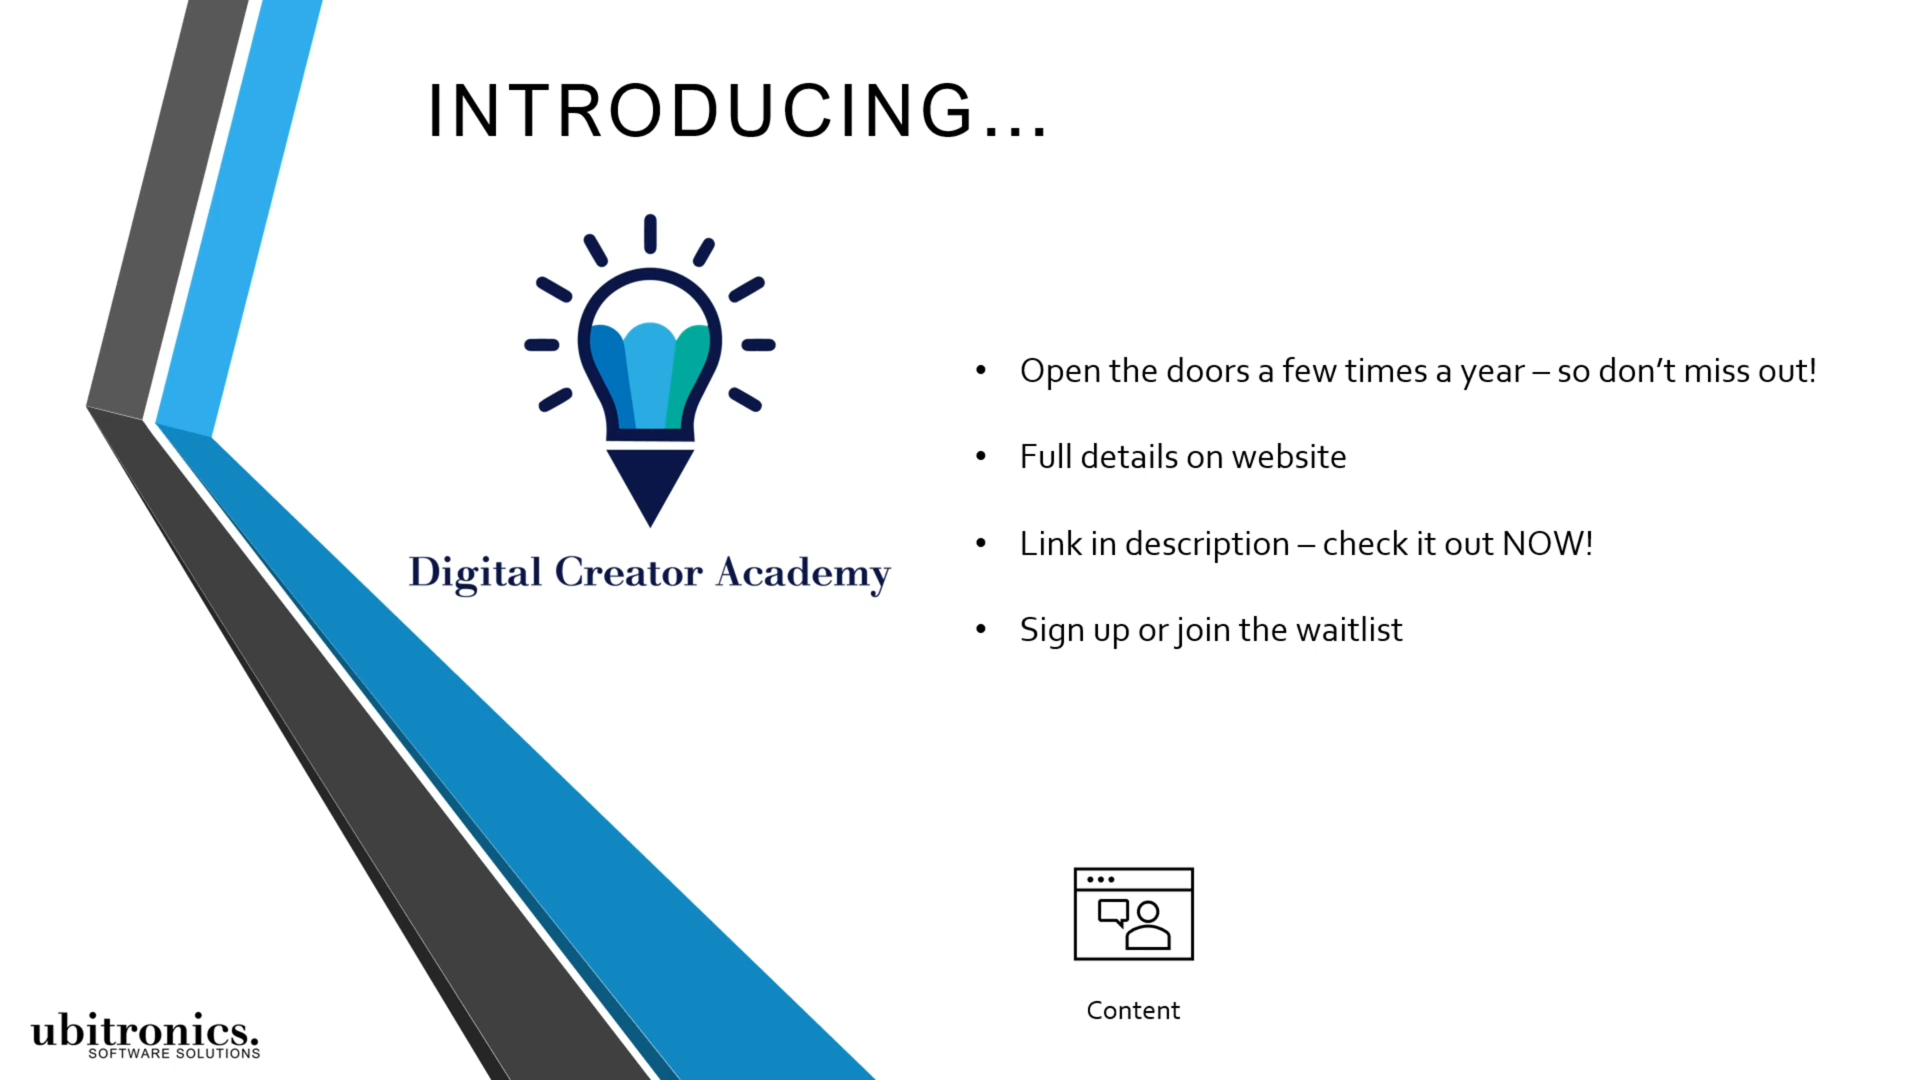 INTRODUCING...
Digital Creator Academy
• Open the doors a few times a year – so don't miss out!
• Full details on website
• Link in description – check it out NOW!
• Sign up or join the waitlist
Content
ubitronics.
SOFTWARE SOLUTIONS